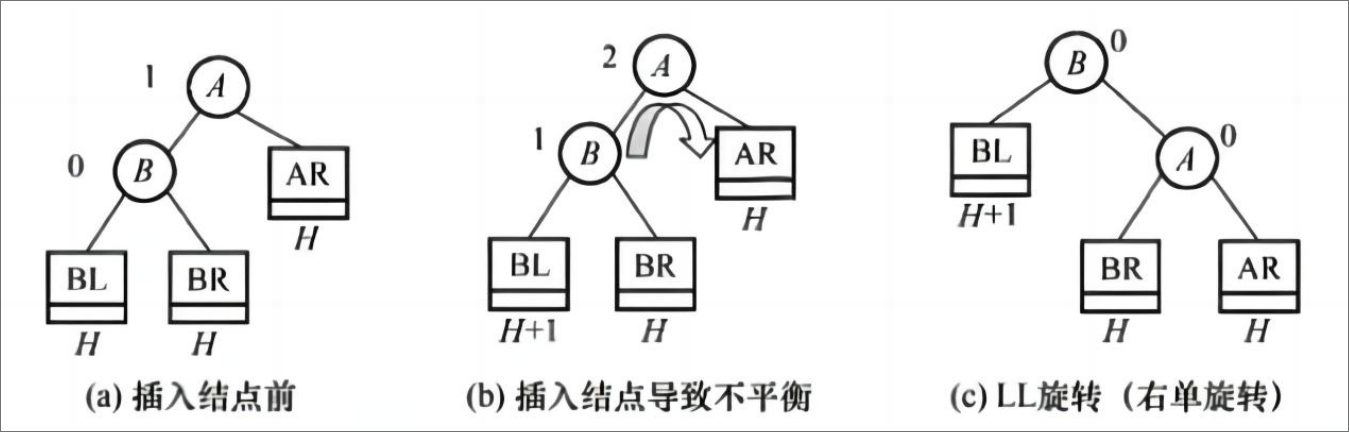 1 A
0 B AR
H
BL BR
H H
(a) 插入结点前
2 A
1 B AR
H
BL BR
H+1 H
(b) 插入结点导致不平衡
B 0
BL A 0
H+1
BR AR
H H
(c) LL旋转（右单旋转）